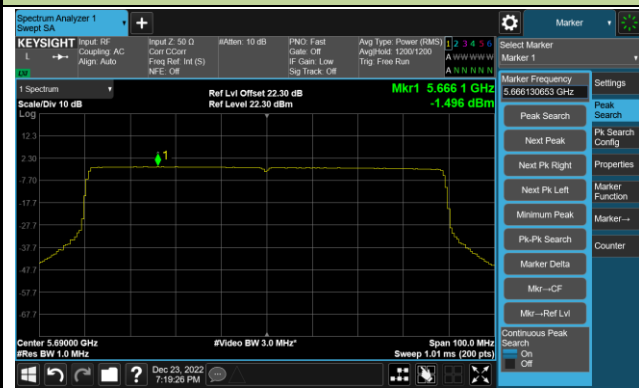 Spectrum Analyzer 1
Swept SA
+
Marker
KEYSIGHT
L
LXI
Input: RF
Coupling: AC
Align: Auto
Input Z: 50 Ω
Corr CCorr
Freq Ref: Int (S)
NFE: Off
#Atten: 10 dB
PNO: Fast
Gate: Off
IF Gain: Low
Sig Track: Off
Avg Type: Power (RMS)
Avg|Hold: 1200/1200
Trig: Free Run
1 2 3 4 5 6
A W W W W W
A N N N N N
Select Marker
Marker 1
1 Spectrum
Scale/Div 10 dB
Log
Ref Lvl Offset 22.30 dB
Ref Level 22.30 dBm
Mkr1 5.666 1 GHz
-1.496 dBm
12.3
2.30
-7.70
-17.7
-27.7
-37.7
-47.7
-57.7
-67.7
1
Center 5.69000 GHz
#Res BW 1.0 MHz
#Video BW 3.0 MHz*
Span 100.0 MHz
Sweep 1.01 ms (200 pts)
Marker Frequency
5.666130653 GHz
Peak Search
Next Peak
Next Pk Right
Next Pk Left
Minimum Peak
Pk-Pk Search
Marker Delta
Mkr→CF
Mkr→Ref Lvl
Continuous Peak
Search
On
Off
Settings
Peak
Search
Pk Search
Config
Properties
Marker
Function
Marker→
Counter
?
Dec 23, 2022
7:19:26 PM